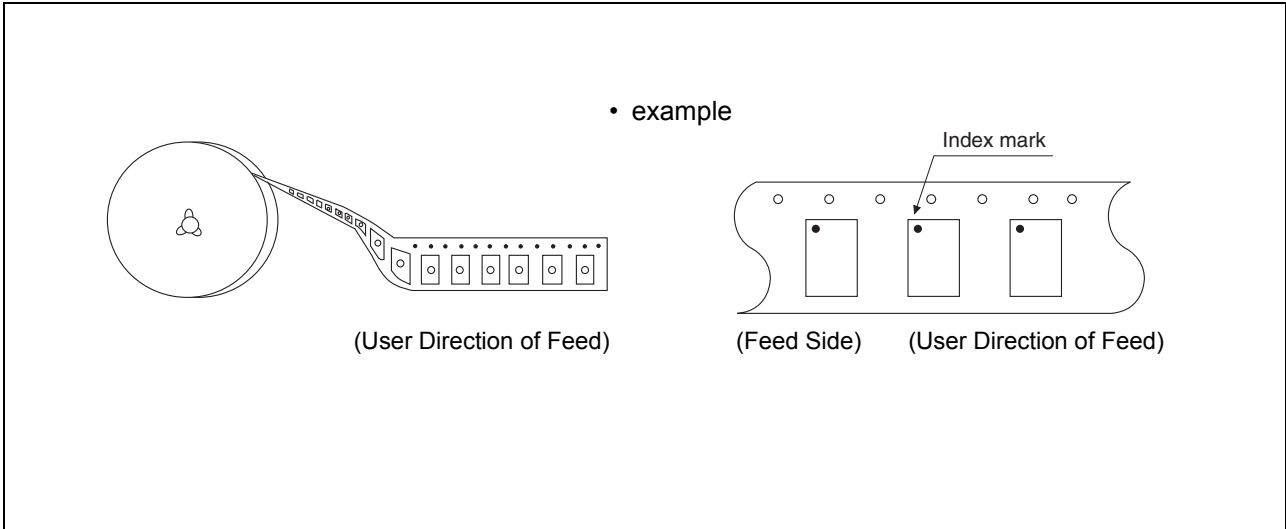 • example
Index mark
(User Direction of Feed)
(Feed Side)
(User Direction of Feed)